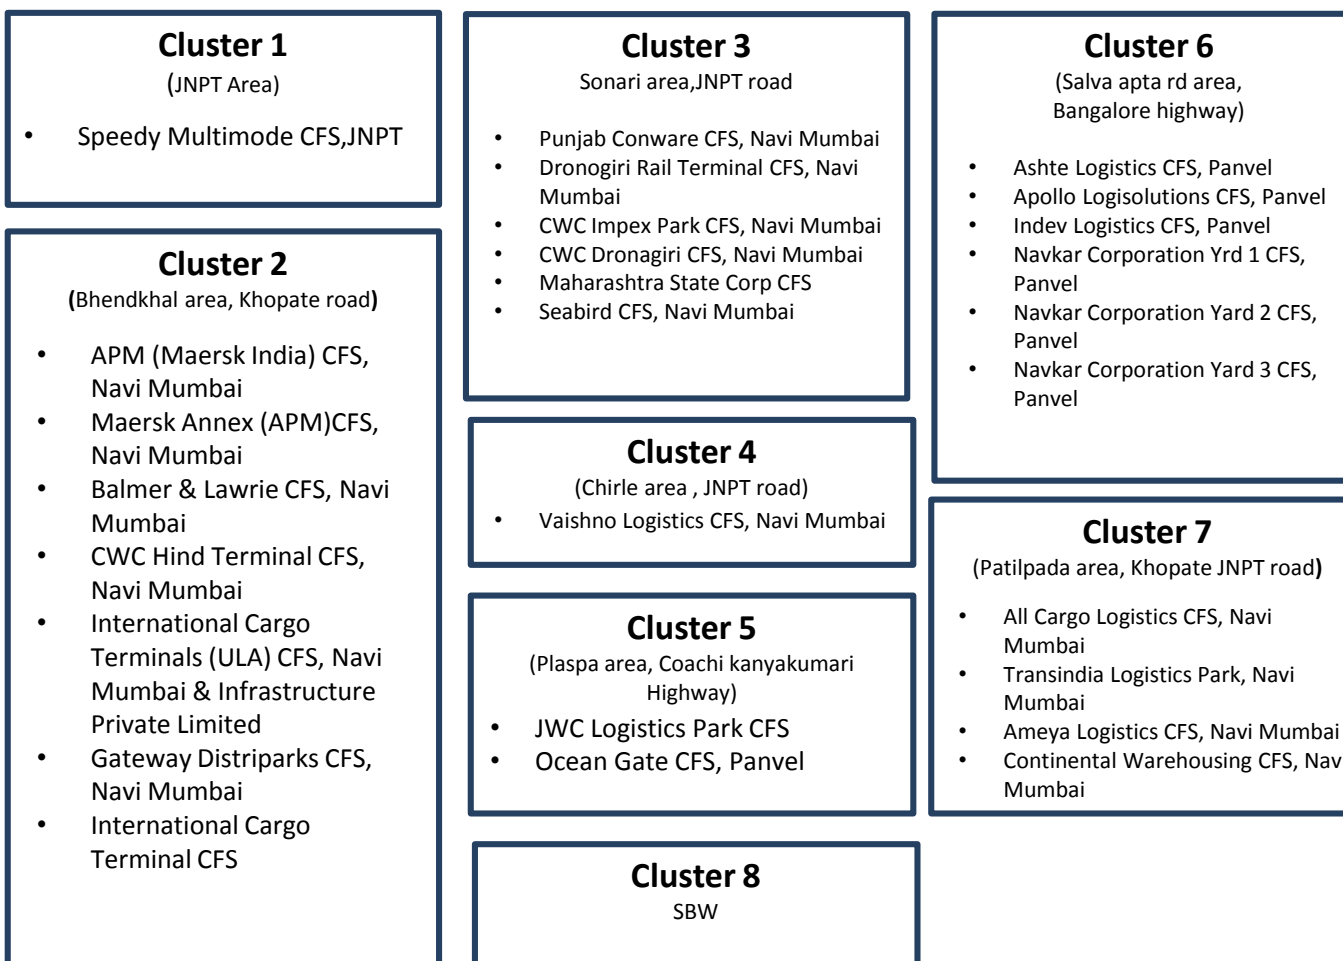 Cluster 1
(JNPT Area)
• Speedy Multimode CFS,JNPT
Cluster 2
(Bhendkhal area, Khopate road)
• APM (Maersk India) CFS,
Navi Mumbai
• Maersk Annex (APM)CFS,
Navi Mumbai
• Balmer & Lawrie CFS, Navi
Mumbai
• CWC Hind Terminal CFS,
Navi Mumbai
• International Cargo
Terminals (ULA) CFS, Navi
Mumbai & Infrastructure
Private Limited
• Gateway Distriparks CFS,
Navi Mumbai
• International Cargo
Terminal CFS
Cluster 3
Sonari area,JNPT road
• Punjab Conware CFS, Navi Mumbai
• Dronogiri Rail Terminal CFS, Navi
Mumbai
• CWC Impex Park CFS, Navi Mumbai
• CWC Dronagiri CFS, Navi Mumbai
• Maharashtra State Corp CFS
• Seabird CFS, Navi Mumbai
Cluster 4
(Chirle area , JNPT road)
• Vaishno Logistics CFS, Navi Mumbai
Cluster 5
(Plaspa area, Coachi kanyakumari
Highway)
• JWC Logistics Park CFS
• Ocean Gate CFS, Panvel
Cluster 8
SBW
Cluster 6
(Salva apta rd area,
Bangalore highway)
• Ashte Logistics CFS, Panvel
• Apollo Logisolutions CFS, Panvel
• Indev Logistics CFS, Panvel
• Navkar Corporation Yrd 1 CFS,
Panvel
• Navkar Corporation Yard 2 CFS,
Panvel
• Navkar Corporation Yard 3 CFS,
Panvel
Cluster 7
(Patilpada area, Khopate JNPT road)
• All Cargo Logistics CFS, Navi
Mumbai
• Transindia Logistics Park, Navi
Mumbai
• Ameya Logistics CFS, Navi Mumbai
• Continental Warehousing CFS, Nav
Mumbai